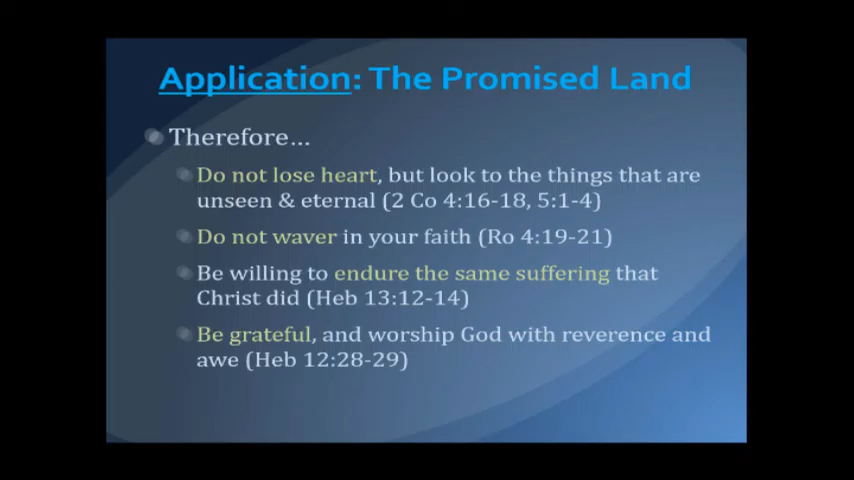 Application: The Promised Land
Therefore...
Do not lose heart, but look to the things that are
unseen & eternal (2 Co 4:16-18, 5:1-4)
Do not waver in your faith (Ro 4:19-21)
Be willing to endure the same suffering that
Christ did (Heb 13:12-14)
Be grateful, and worship God with reverence and
awe (Heb 12:28-29)